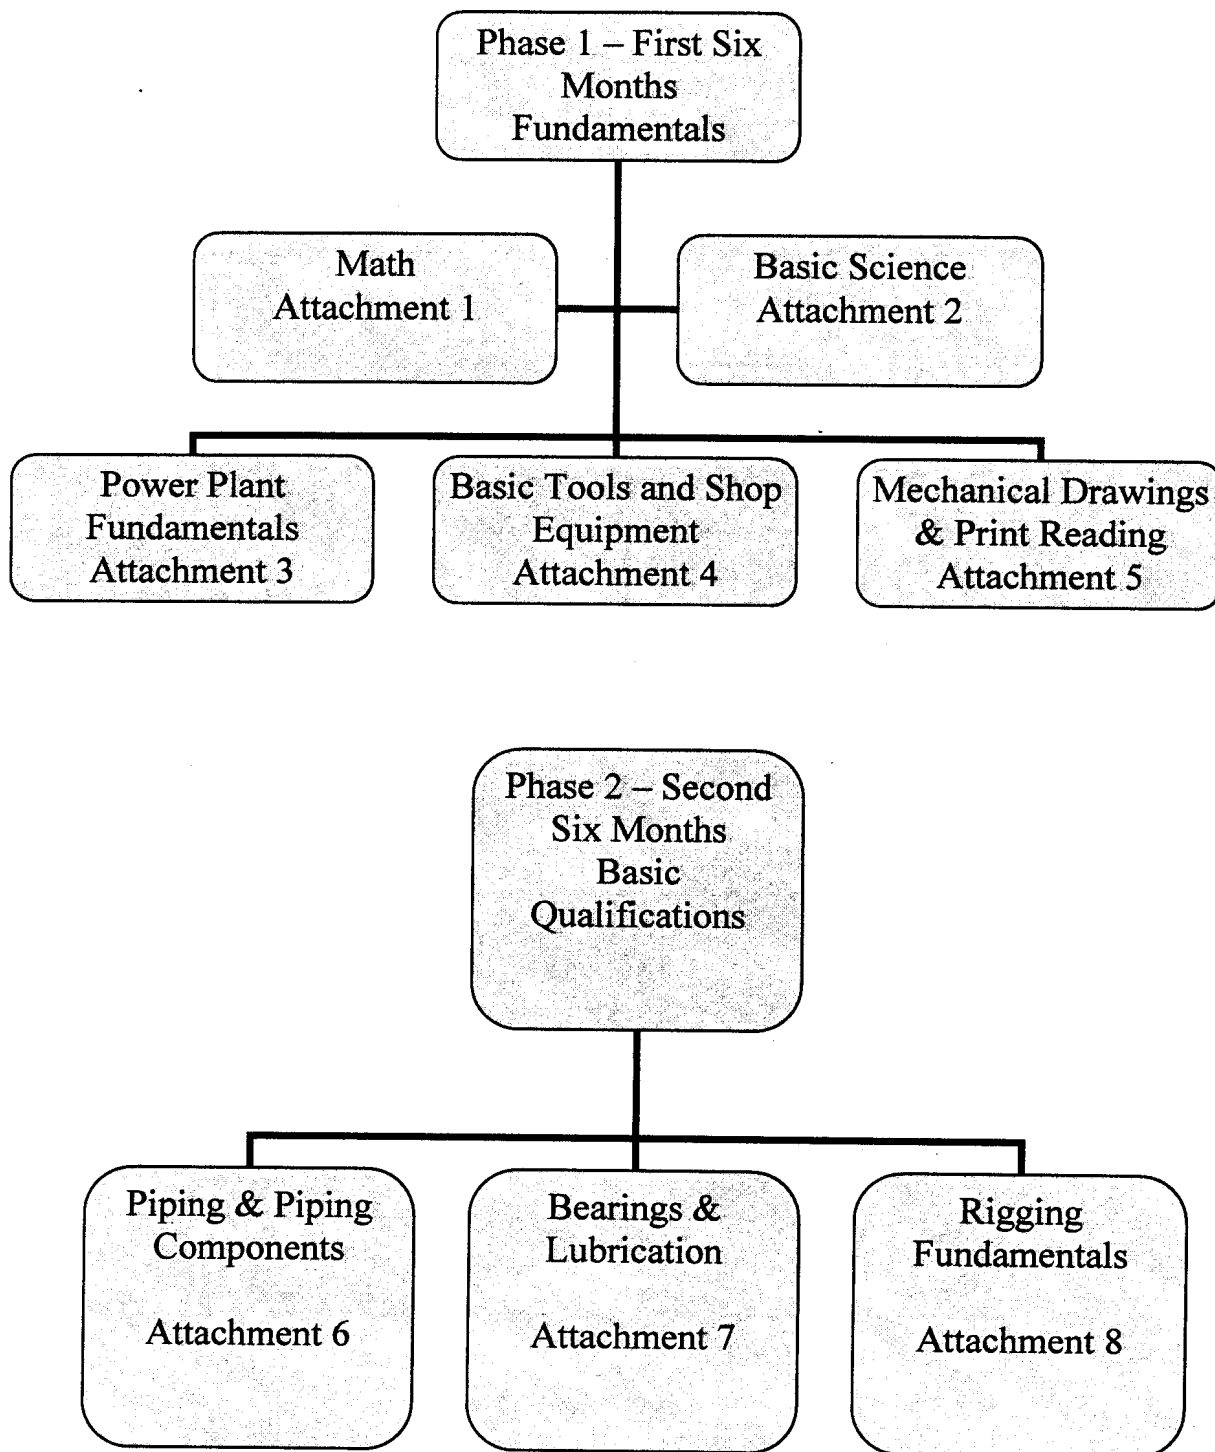 Phase 1 – First Six
Months
Fundamentals
Math
Attachment 1
Basic Science
Attachment 2
Power Plant
Fundamentals
Attachment 3
Basic Tools and Shop
Equipment
Attachment 4
Mechanical Drawings
& Print Reading
Attachment 5
Phase 2 – Second
Six Months
Basic
Qualifications
Piping & Piping
Components
Attachment 6
Bearings &
Lubrication
Attachment 7
Rigging
Fundamentals
Attachment 8